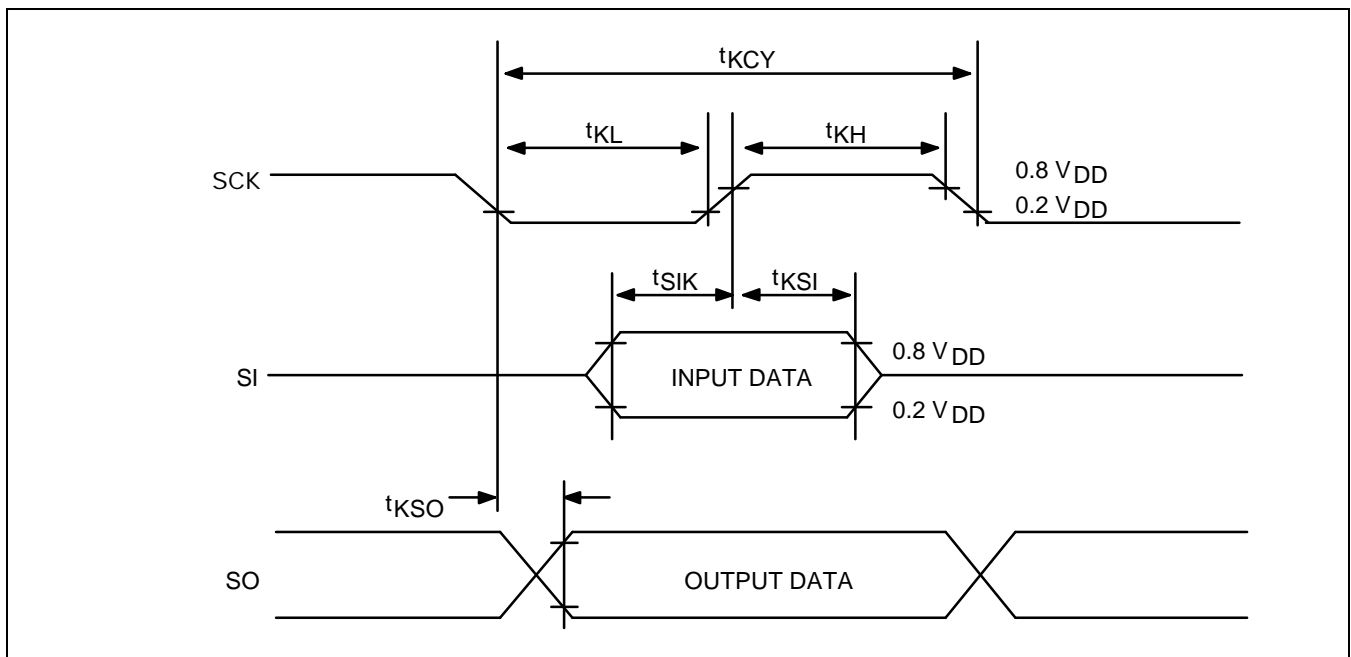 tKCY
tKL
tKH
SCK
0.8 VDD
0.2 VDD
tSIK
tKSI
SI
INPUT DATA
0.8 VDD
0.2 VDD
tKSO
SO
OUTPUT DATA